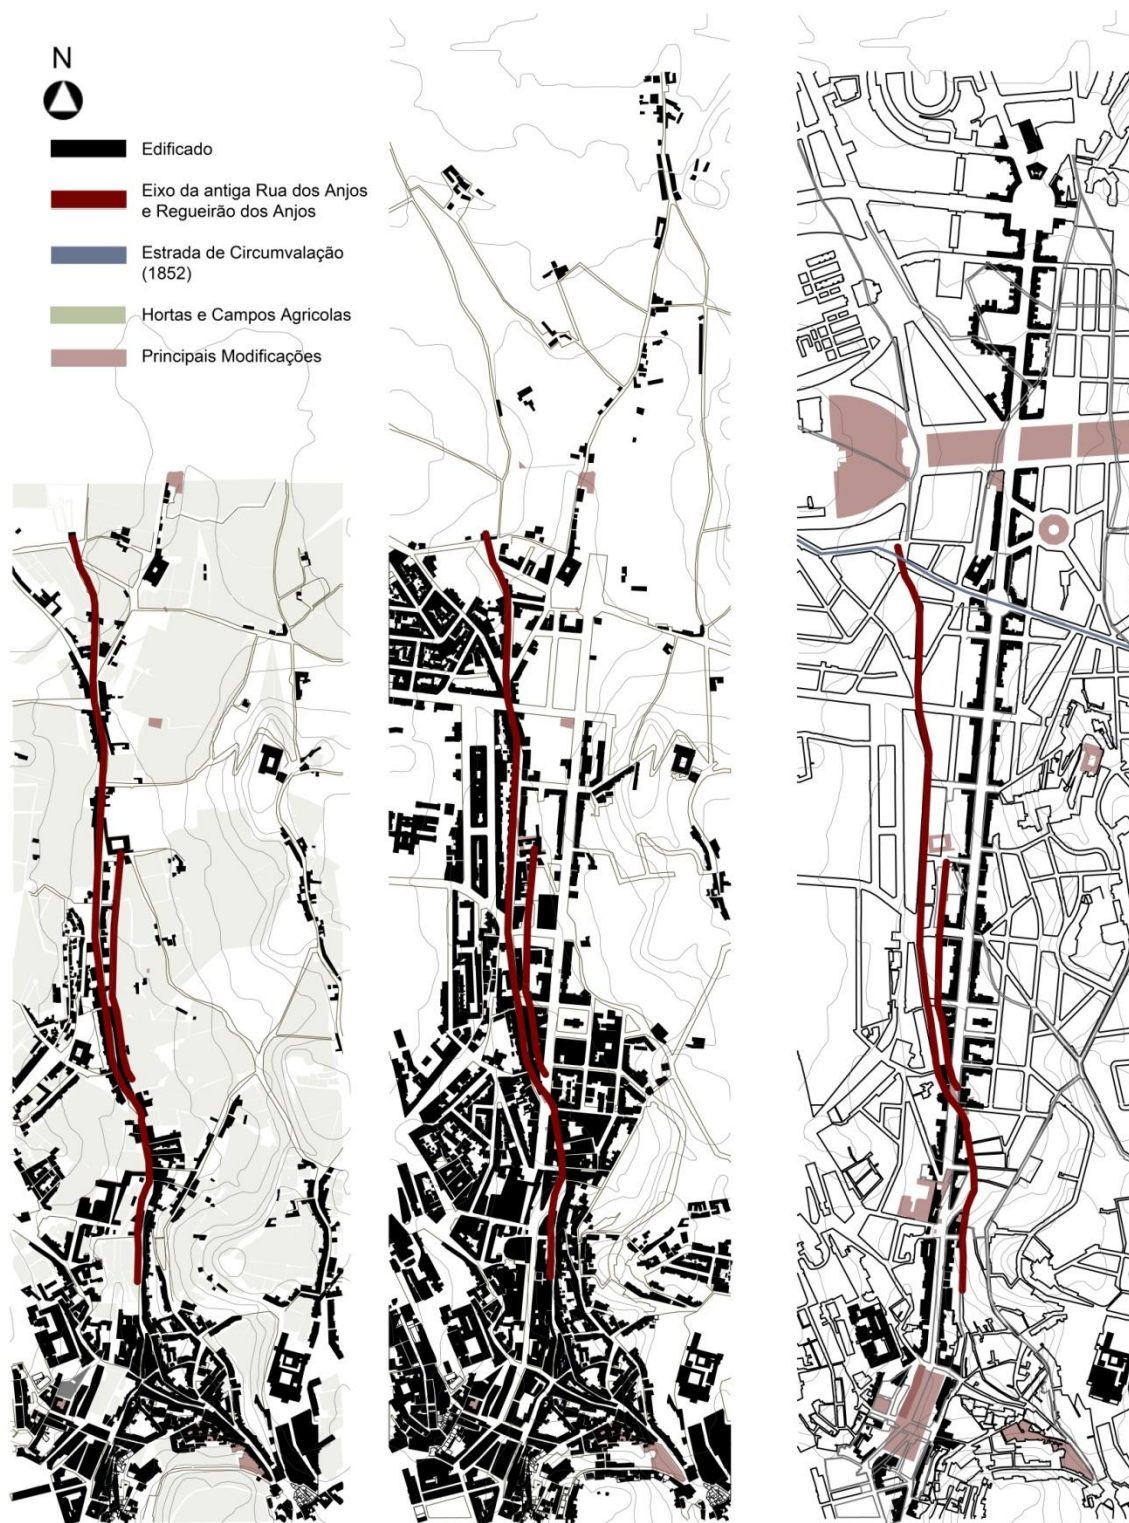 N
Edificado
Eixo da antiga Rua dos Anjos
e Regueirão dos Anjos
Estrada de Circumvalação
(1852)
Hortas e Campos Agricolas
Principais Modificações